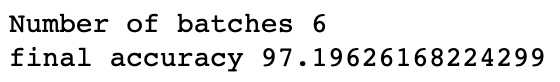 Number of batches 6
final accuracy 97.19626168224299